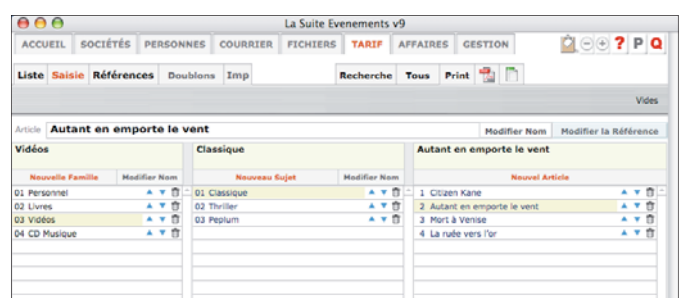 La Suite Evenements v9
ACCUEIL SOCIÉTÉS PERSONNES COURRIER FICHIERS TARIF AFFAIRES GESTION ? P Q
Liste Saisie Références Doublons Imp Recherche Tous Print
Vides
Article Autant en emporte le vent Modifier Nom Modifier la Référence
Vidéos Classique Autant en emporte le vent
Nouvelle Famille Modifier Nom Nouveau Sujet Modifier Nom Nouvel Article
01 Personnel 01 Classique 1 Citizen Kane
02 Livres 02 Thriller 2 Autant en emporte le vent
03 Vidéos 03 Peplum 3 Mort à Venise
04 CD Musique 4 La ruée vers l'or